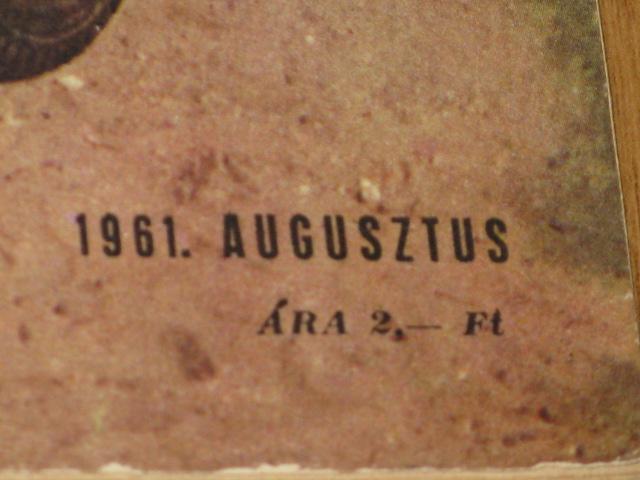 1961. AUGUSZTUS
ÁRA 2,— Ft